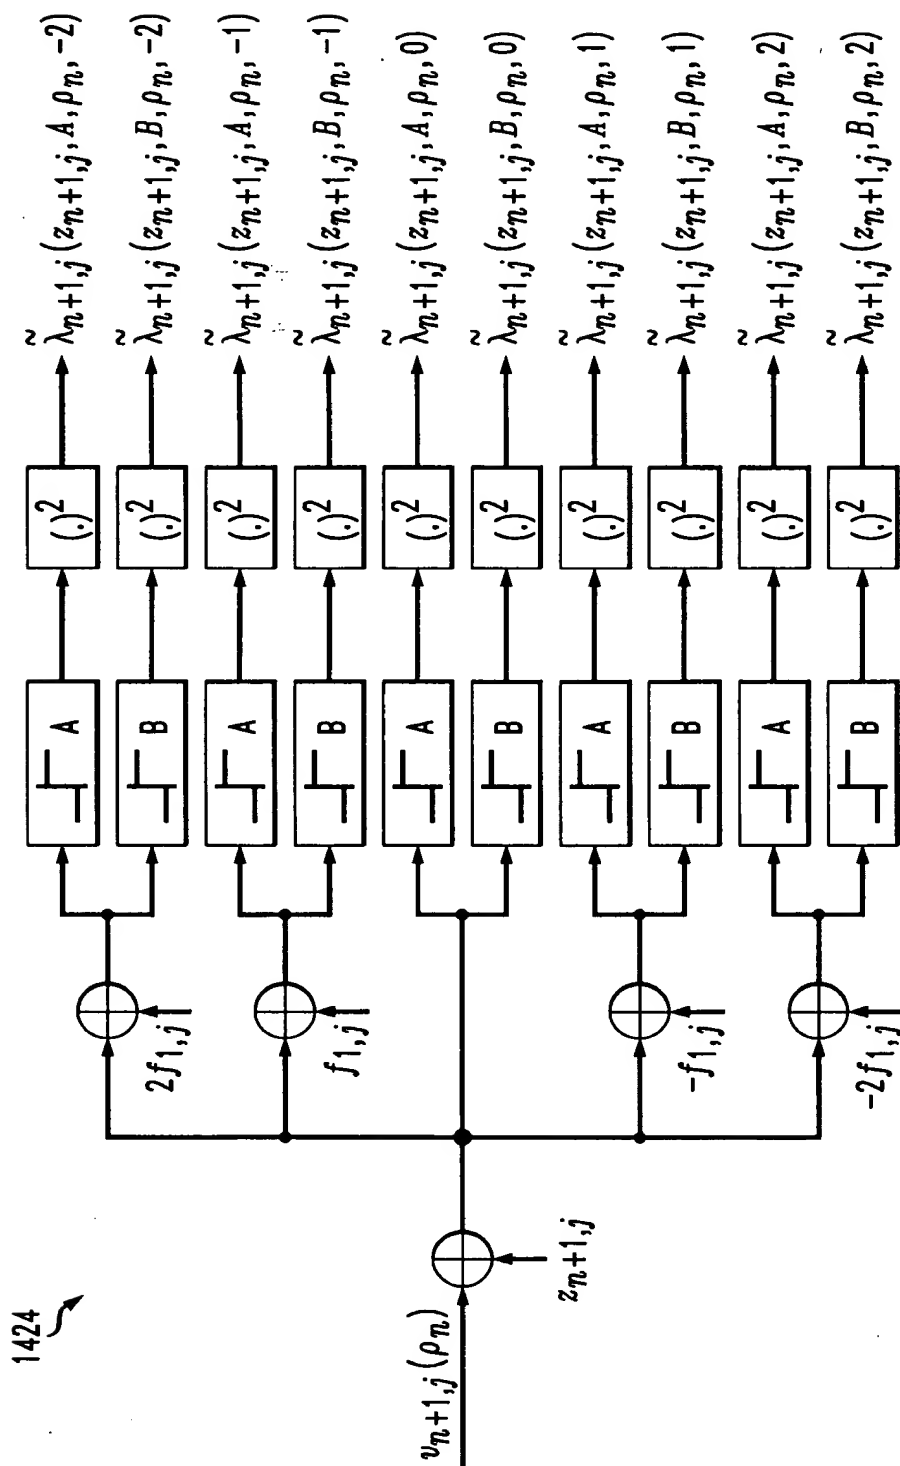 1424
v_{n+1,j}(ρ_n)
z_{n+1,j}
2f_{1,j}
f_{1,j}
-f_{1,j}
-2f_{1,j}
A
B
A
B
A
B
A
B
A
B
(.)²
(.)²
(.)²
(.)²
(.)²
(.)²
(.)²
(.)²
(.)²
(.)²
λ̃_{n+1,j}(z_{n+1,j},A,ρ_n,-2)
λ̃_{n+1,j}(z_{n+1,j},B,ρ_n,-2)
λ̃_{n+1,j}(z_{n+1,j},A,ρ_n,-1)
λ̃_{n+1,j}(z_{n+1,j},B,ρ_n,-1)
λ̃_{n+1,j}(z_{n+1,j},A,ρ_n,0)
λ̃_{n+1,j}(z_{n+1,j},B,ρ_n,0)
λ̃_{n+1,j}(z_{n+1,j},A,ρ_n,1)
λ̃_{n+1,j}(z_{n+1,j},B,ρ_n,1)
λ̃_{n+1,j}(z_{n+1,j},A,ρ_n,2)
λ̃_{n+1,j}(z_{n+1,j},B,ρ_n,2)